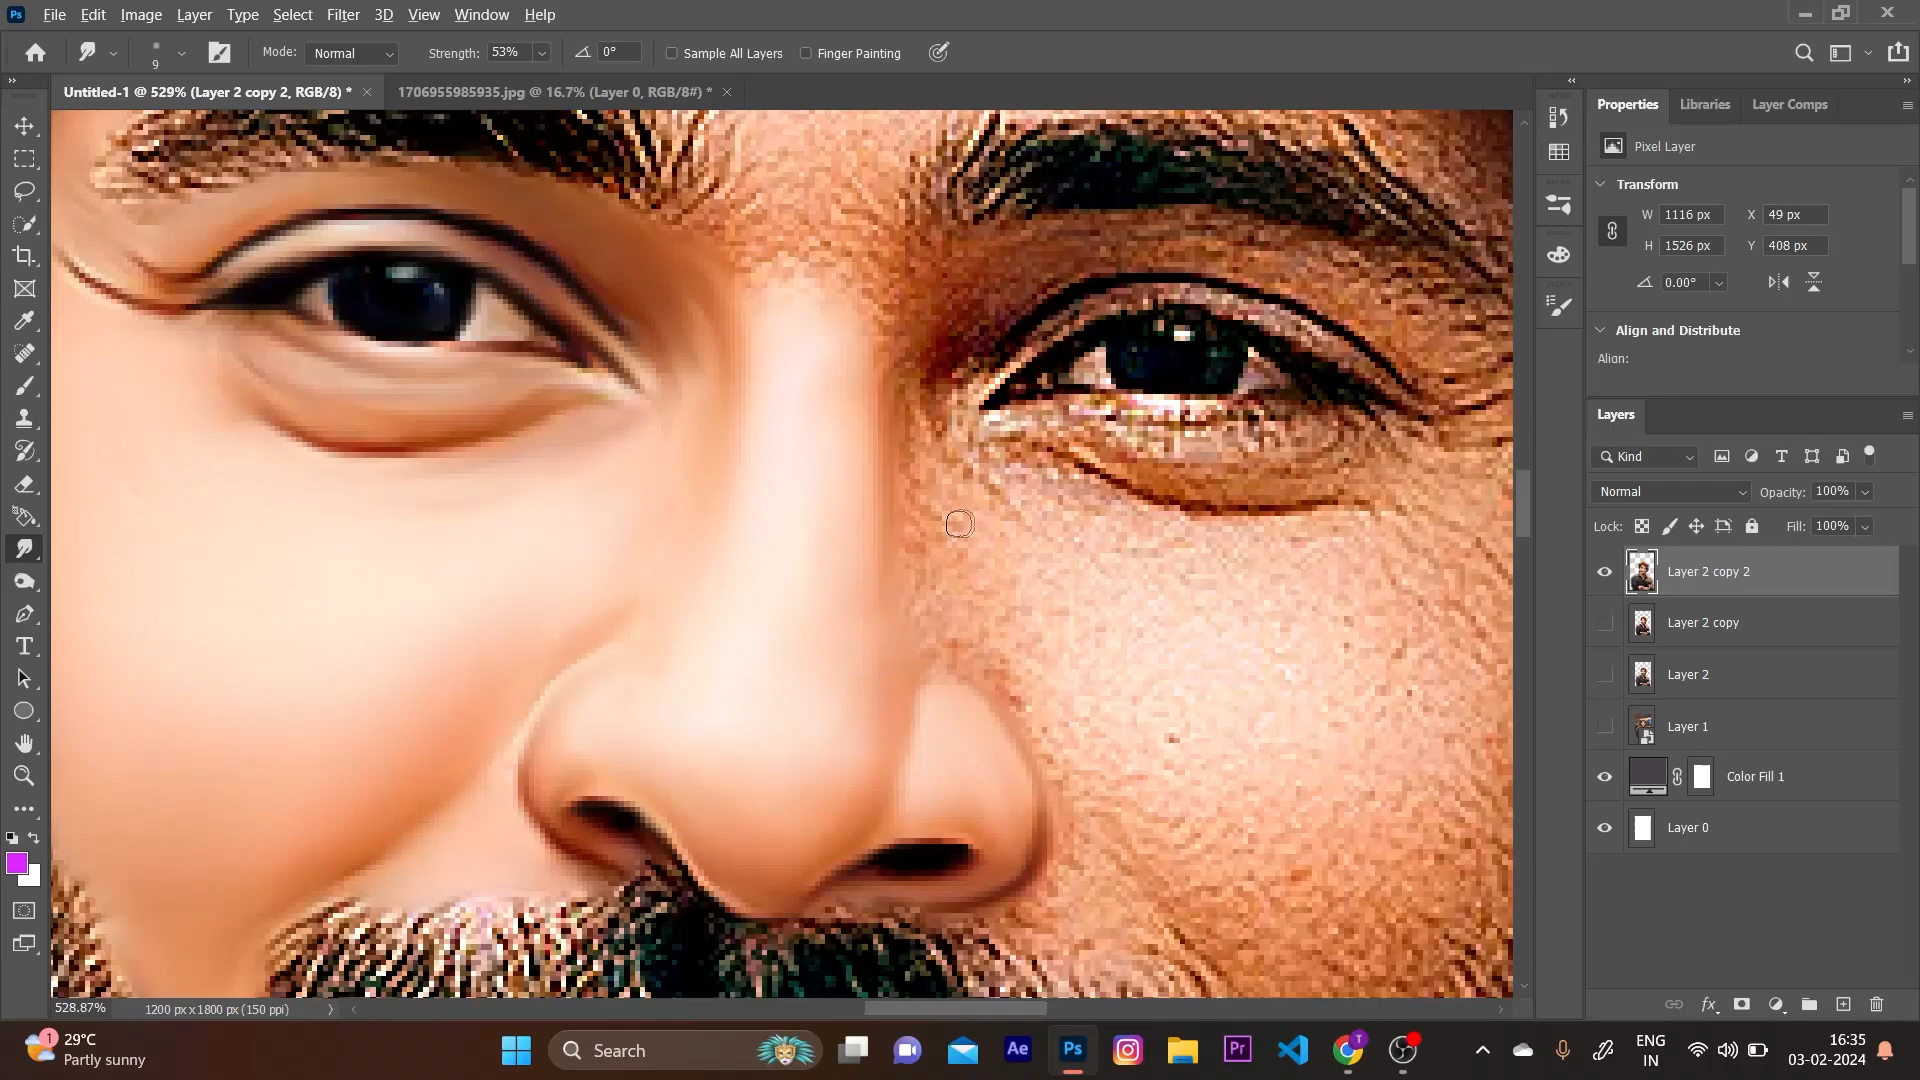 Ps File Edit Image Layer Type Select Filter 3D View Window Help
9 Mode: Normal Strength: 53% 0° Sample All Layers Finger Painting
Untitled-1 @ 529% (Layer 2 copy 2, RGB/8) * 1706955985935.jpg @ 16.7% (Layer 0, RGB/8#) *
Properties Libraries Layer Comps
Pixel Layer
Transform
W 1116 px X 49 px
H 1526 px Y 408 px
0.00°
Align and Distribute
Align:
Layers
Kind
Normal Opacity: 100%
Lock: Fill: 100%
Layer 2 copy 2
Layer 2 copy
Layer 2
Layer 1
Color Fill 1
Layer 0
fx
528.87% 1200 px x 1800 px (150 ppi)
1 29°C
Partly sunny
Search
Ae Ps Pr T
ENG
IN
16:35
03-02-2024